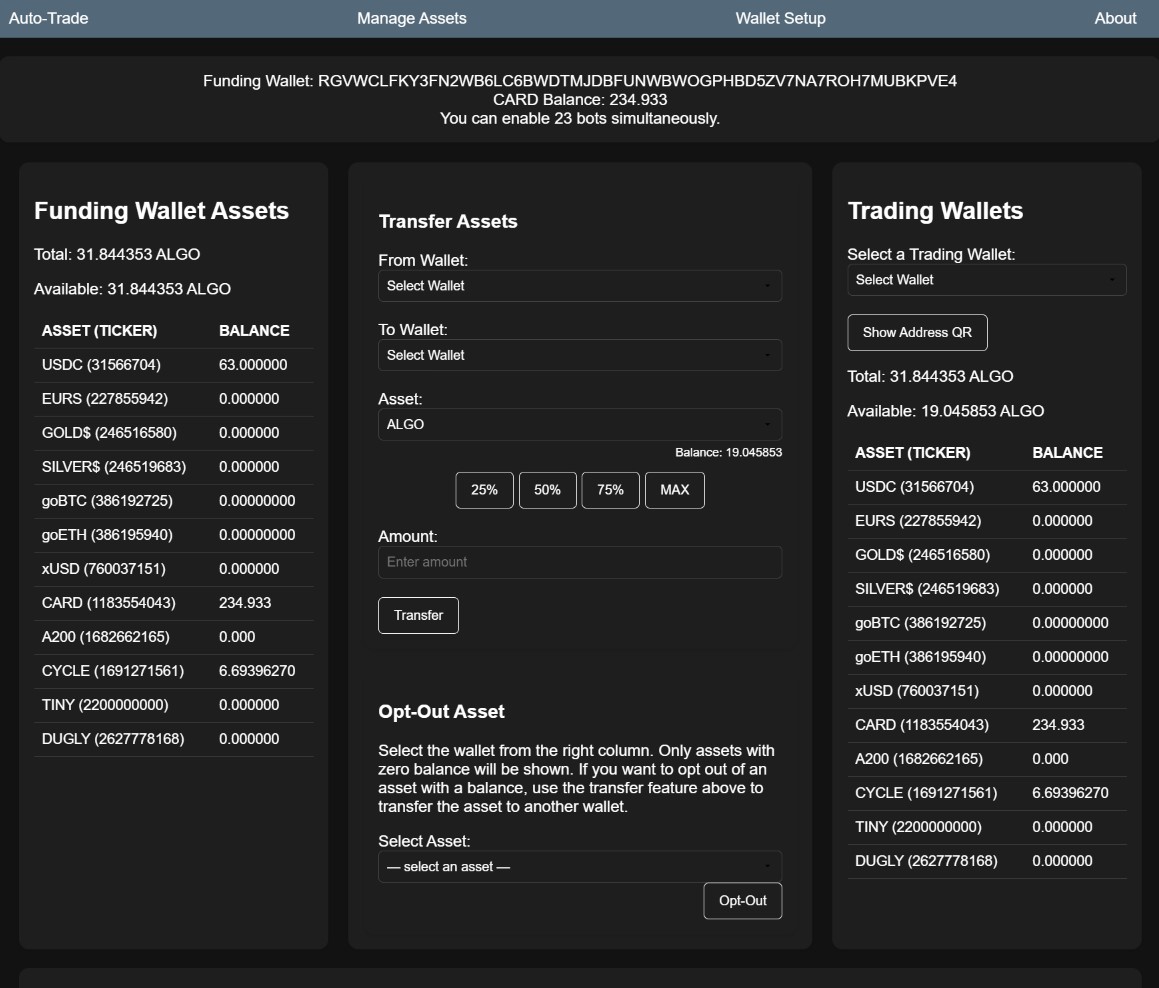 Auto-Trade Manage Assets Wallet Setup About
Funding Wallet: RGVWCLFKY3FN2WB6LC6BWDTMJDBFUNWBWOGPHBD5ZV7NA7ROH7MUBKPVE4
CARD Balance: 234.933
You can enable 23 bots simultaneously.
Funding Wallet Assets
Total: 31.844353 ALGO
Available: 31.844353 ALGO
ASSET (TICKER) BALANCE
USDC (31566704) 63.000000
EURS (227855942) 0.000000
GOLD$ (246516580) 0.000000
SILVER$ (246519683) 0.000000
goBTC (386192725) 0.00000000
goETH (386195940) 0.00000000
xUSD (760037151) 0.000000
CARD (1183554043) 234.933
A200 (1682662165) 0.000
CYCLE (1691271561) 6.69396270
TINY (2200000000) 0.000000
DUGLY (2627778168) 0.000000
Transfer Assets
From Wallet:
Select Wallet
To Wallet:
Select Wallet
Asset:
ALGO
Balance: 19.045853
25% 50% 75% MAX
Amount:
Enter amount
Transfer
Opt-Out Asset
Select the wallet from the right column. Only assets with
zero balance will be shown. If you want to opt out of an
asset with a balance, use the transfer feature above to
transfer the asset to another wallet.
Select Asset:
— select an asset —
Opt-Out
Trading Wallets
Select a Trading Wallet:
Select Wallet
Show Address QR
Total: 31.844353 ALGO
Available: 19.045853 ALGO
ASSET (TICKER) BALANCE
USDC (31566704) 63.000000
EURS (227855942) 0.000000
GOLD$ (246516580) 0.000000
SILVER$ (246519683) 0.000000
goBTC (386192725) 0.00000000
goETH (386195940) 0.00000000
xUSD (760037151) 0.000000
CARD (1183554043) 234.933
A200 (1682662165) 0.000
CYCLE (1691271561) 6.69396270
TINY (2200000000) 0.000000
DUGLY (2627778168) 0.000000